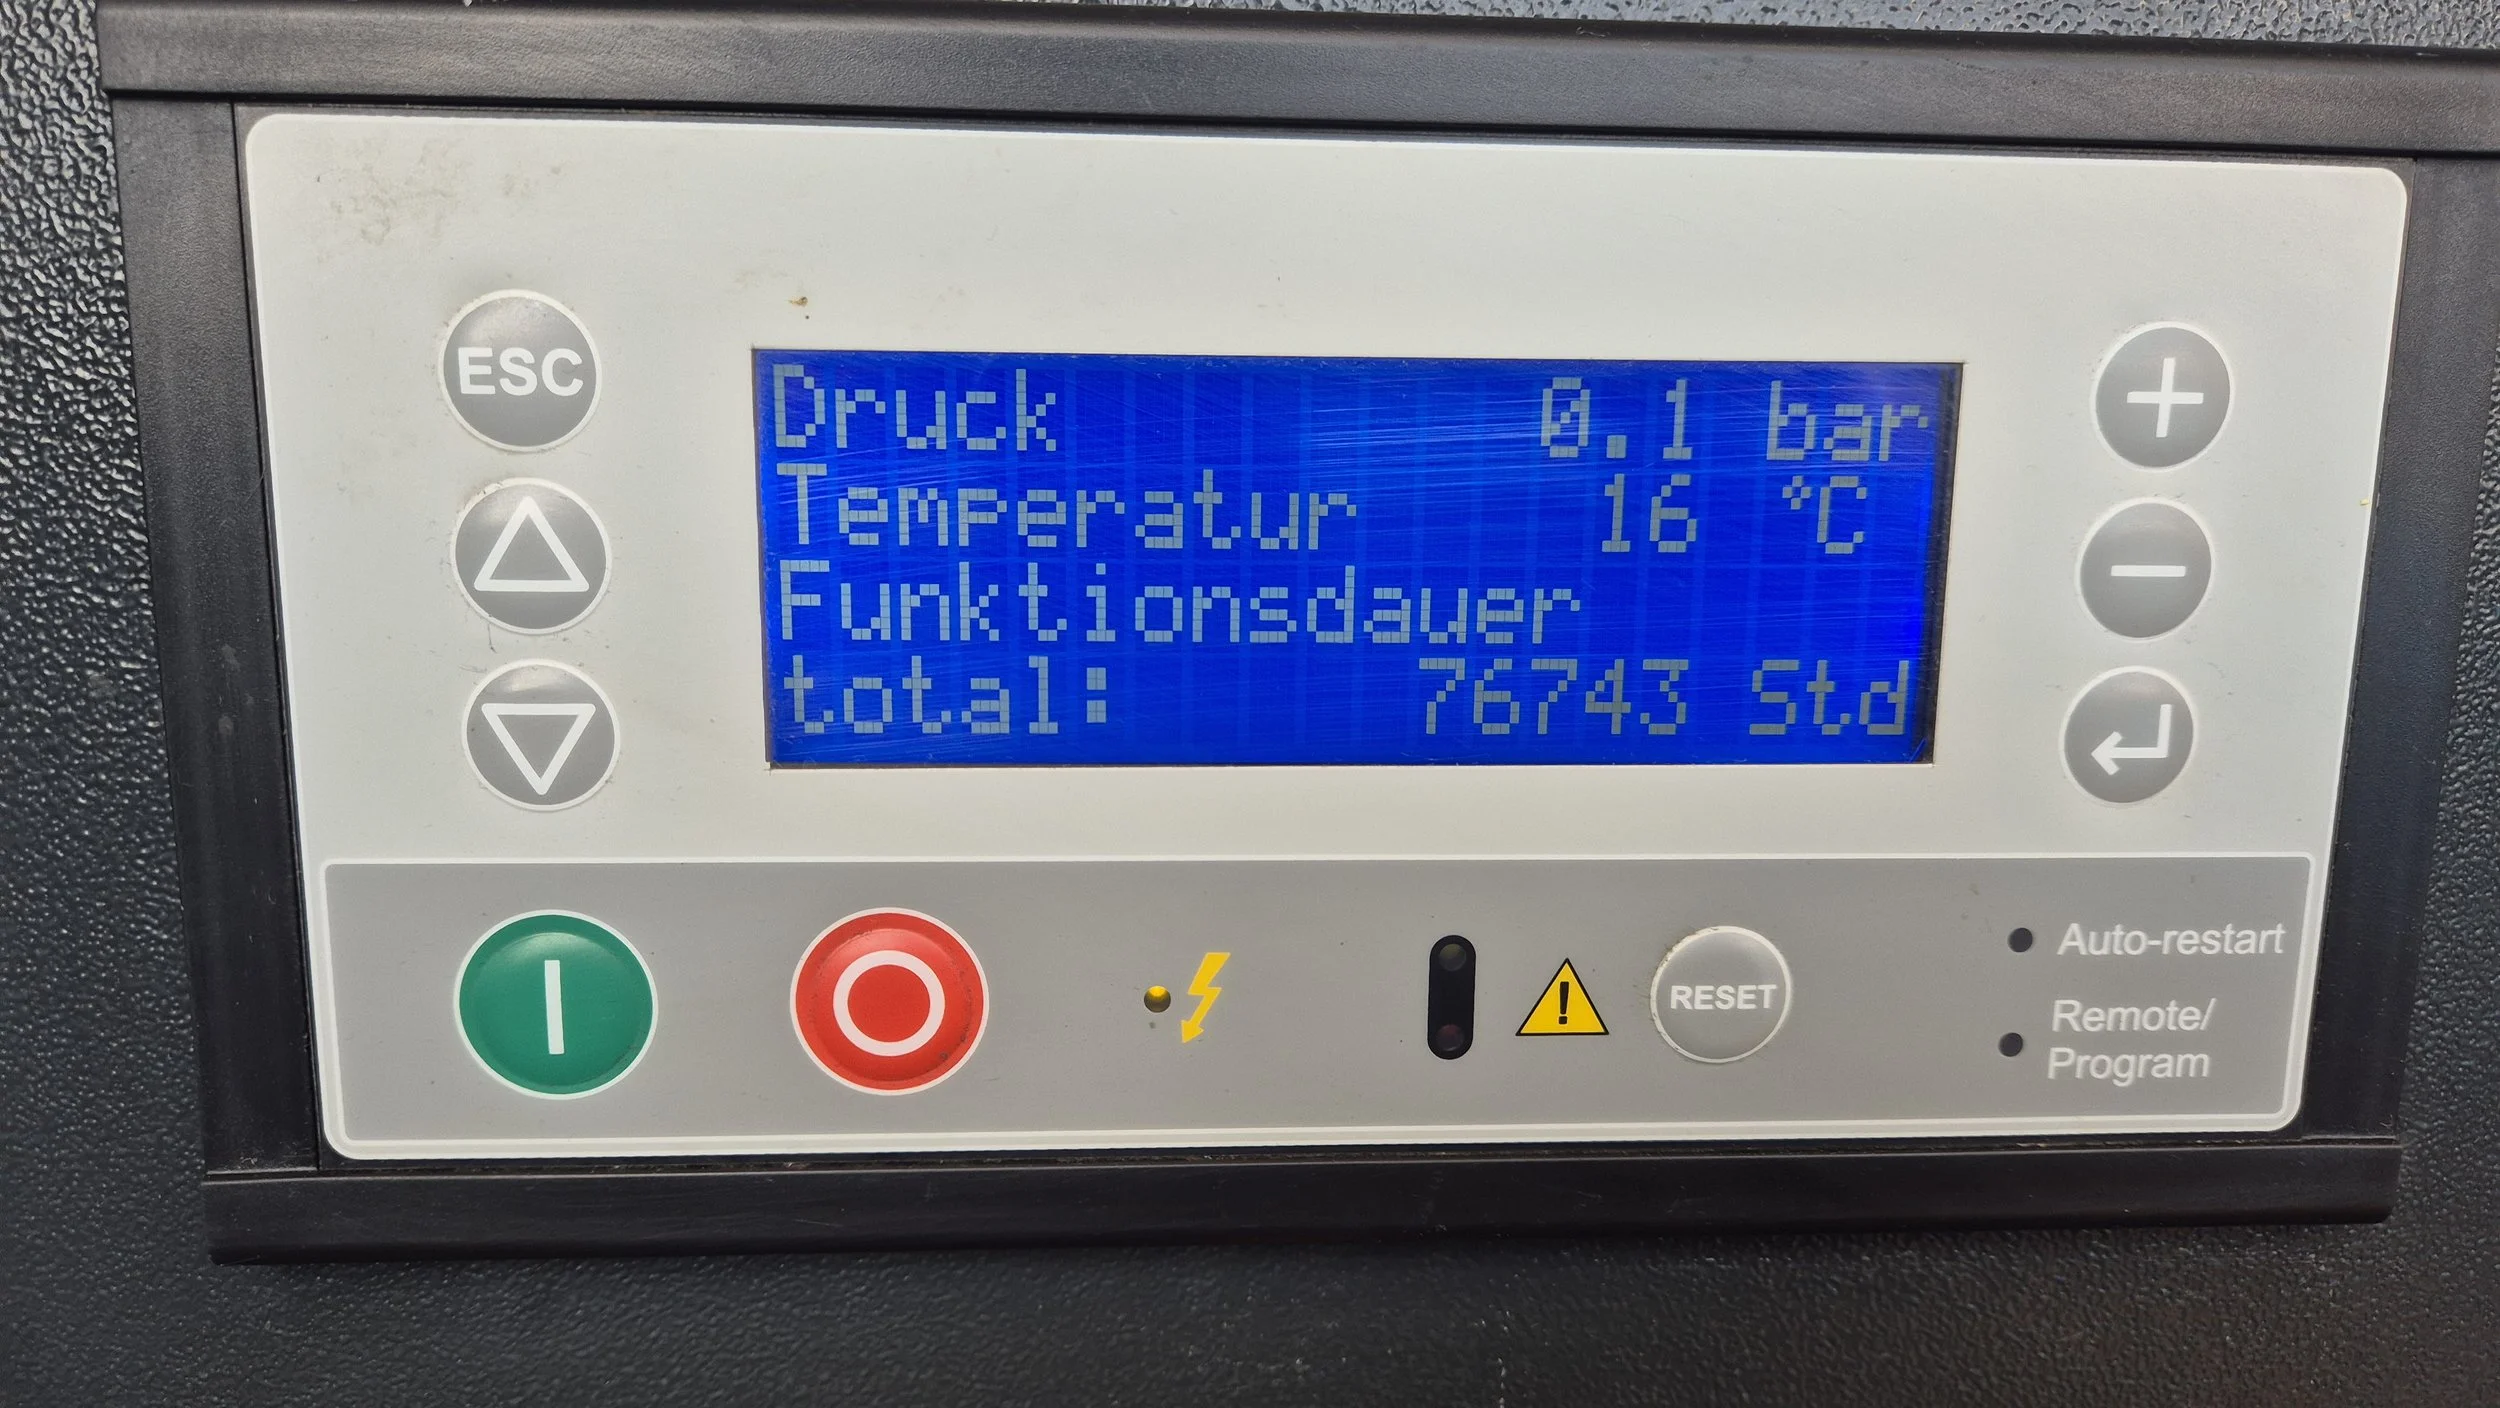 ESC
Druck 0.1 bar
Temperatur 16 °C
Funktionsdauer
total: 76743 Std
RESET
Auto-restart
Remote/
Program